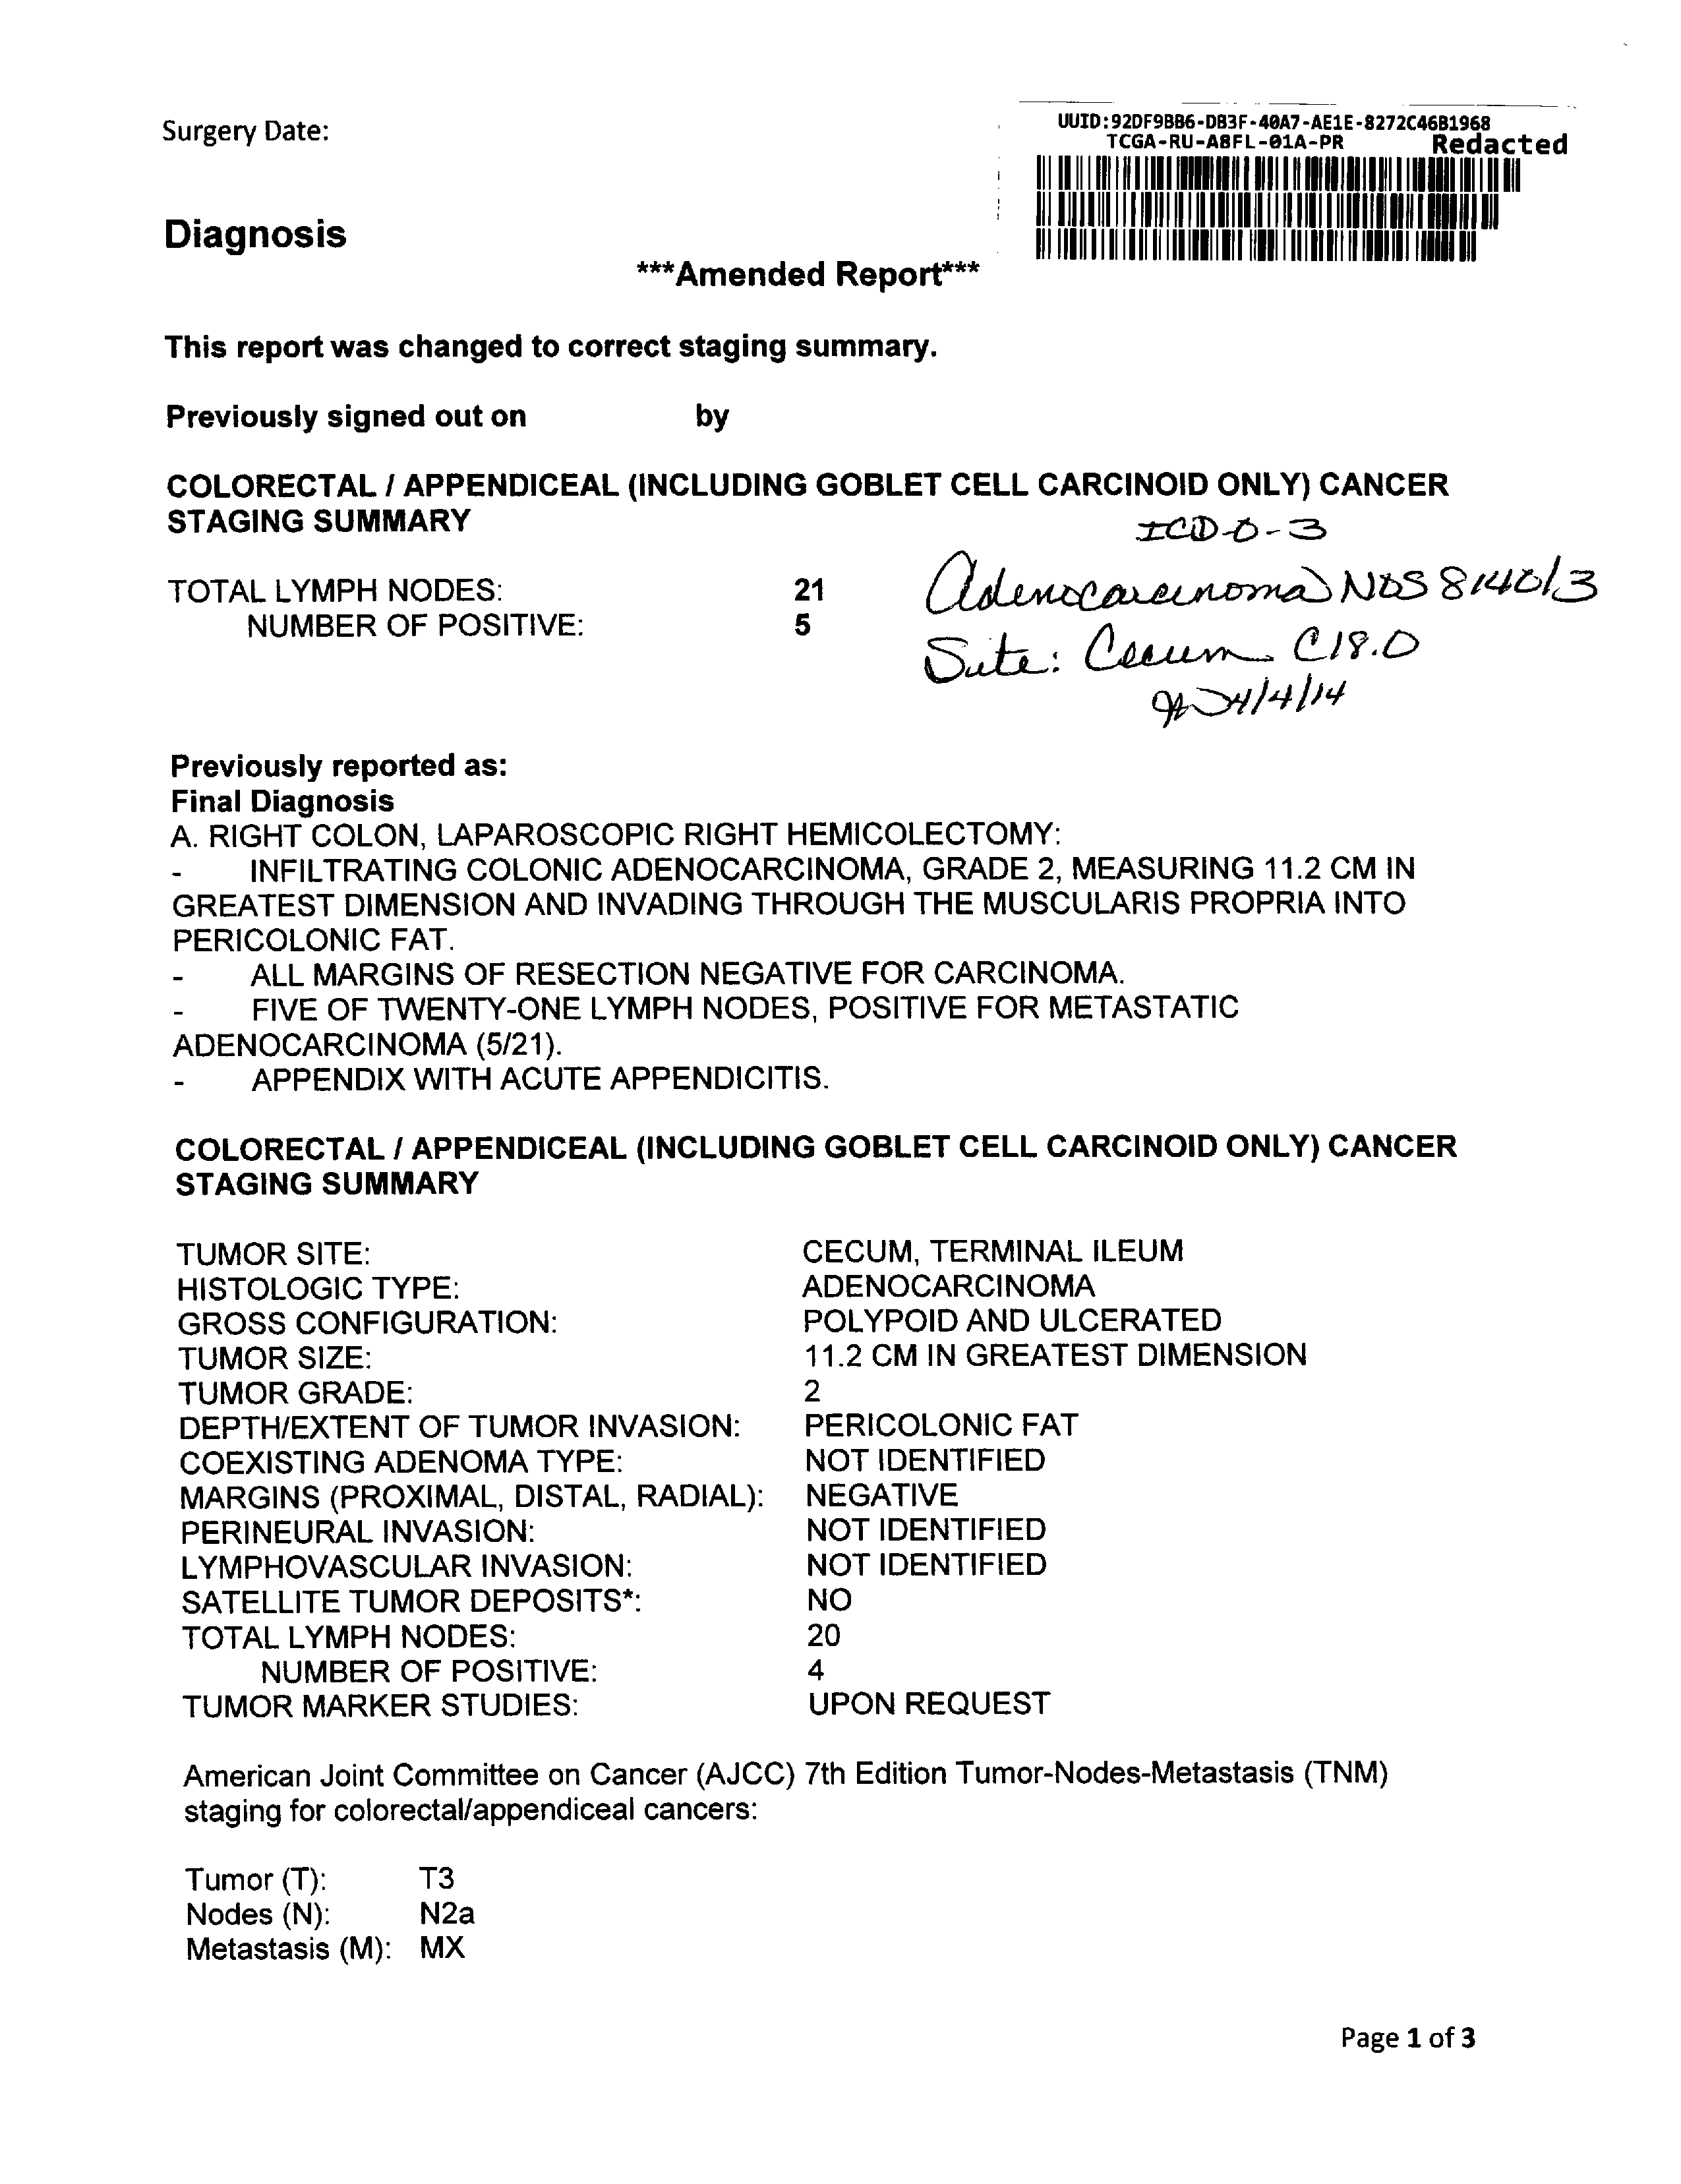 Surgery Date:
UUID:92DF9BB6-DB3F-40A7-AE1E-8272C46B1968
TCGA-RU-A8FL-01A-PR Redacted
Diagnosis
***Amended Report***
This report was changed to correct staging summary.
Previously signed out on by
COLORECTAL / APPENDICEAL (INCLUDING GOBLET CELL CARCINOID ONLY) CANCER
STAGING SUMMARY
ICD-O-3
TOTAL LYMPH NODES: 21
Adenocarcinoma NOS 8140/3
NUMBER OF POSITIVE: 5
Site: Cecum C18.0
4/4/14
Previously reported as:
Final Diagnosis
A. RIGHT COLON, LAPAROSCOPIC RIGHT HEMICOLECTOMY:
- INFILTRATING COLONIC ADENOCARCINOMA, GRADE 2, MEASURING 11.2 CM IN
GREATEST DIMENSION AND INVADING THROUGH THE MUSCULARIS PROPRIA INTO
PERICOLONIC FAT.
- ALL MARGINS OF RESECTION NEGATIVE FOR CARCINOMA.
- FIVE OF TWENTY-ONE LYMPH NODES, POSITIVE FOR METASTATIC
ADENOCARCINOMA (5/21).
- APPENDIX WITH ACUTE APPENDICITIS.
COLORECTAL / APPENDICEAL (INCLUDING GOBLET CELL CARCINOID ONLY) CANCER
STAGING SUMMARY
TUMOR SITE: CECUM, TERMINAL ILEUM
HISTOLOGIC TYPE: ADENOCARCINOMA
GROSS CONFIGURATION: POLYPOID AND ULCERATED
TUMOR SIZE: 11.2 CM IN GREATEST DIMENSION
TUMOR GRADE: 2
DEPTH/EXTENT OF TUMOR INVASION: PERICOLONIC FAT
COEXISTING ADENOMA TYPE: NOT IDENTIFIED
MARGINS (PROXIMAL, DISTAL, RADIAL): NEGATIVE
PERINEURAL INVASION: NOT IDENTIFIED
LYMPHOVASCULAR INVASION: NOT IDENTIFIED
SATELLITE TUMOR DEPOSITS*: NO
TOTAL LYMPH NODES: 20
NUMBER OF POSITIVE: 4
TUMOR MARKER STUDIES: UPON REQUEST
American Joint Committee on Cancer (AJCC) 7th Edition Tumor-Nodes-Metastasis (TNM)
staging for colorectal/appendiceal cancers:
Tumor (T): T3
Nodes (N): N2a
Metastasis (M): MX
Page 1 of 3